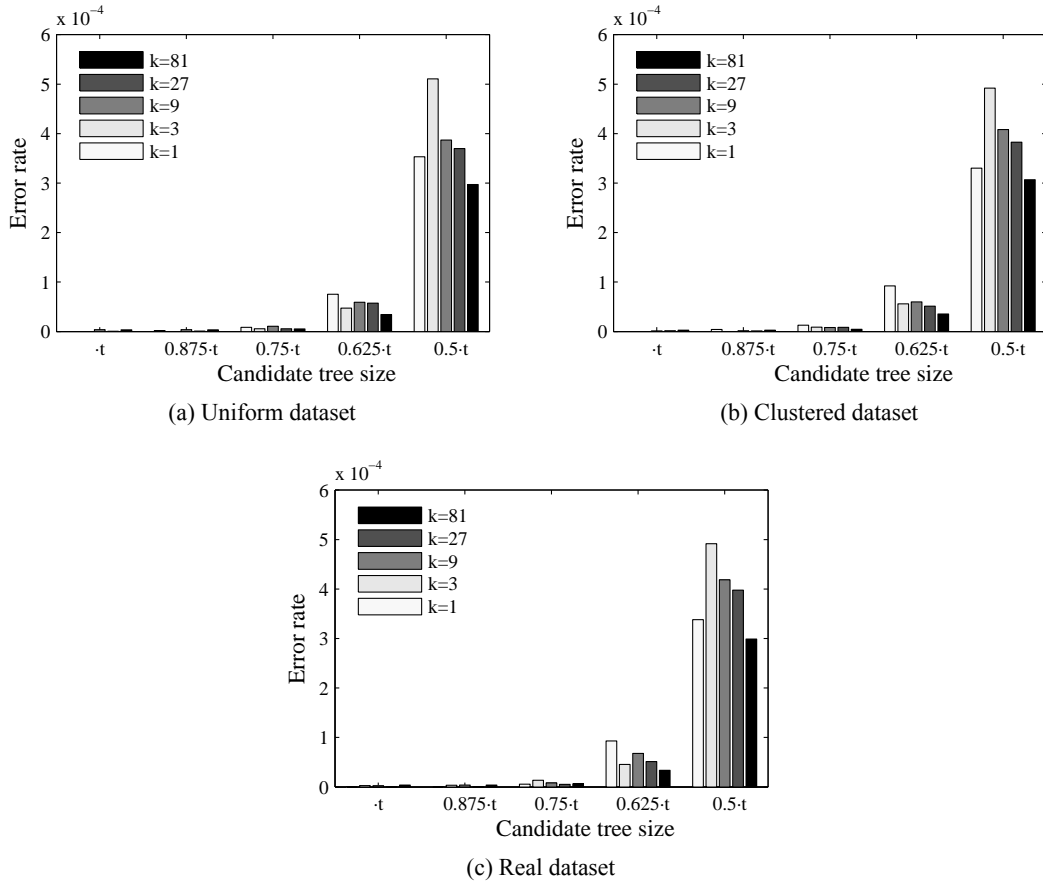 x 10⁻⁴
6
5
4
3
2
1
0
Error rate
k=81
k=27
k=9
k=3
k=1
·t 0.875·t 0.75·t 0.625·t 0.5·t
Candidate tree size
(a) Uniform dataset
x 10⁻⁴
6
5
4
3
2
1
0
Error rate
k=81
k=27
k=9
k=3
k=1
·t 0.875·t 0.75·t 0.625·t 0.5·t
Candidate tree size
(b) Clustered dataset
x 10⁻⁴
6
5
4
3
2
1
0
Error rate
k=81
k=27
k=9
k=3
k=1
·t 0.875·t 0.75·t 0.625·t 0.5·t
Candidate tree size
(c) Real dataset